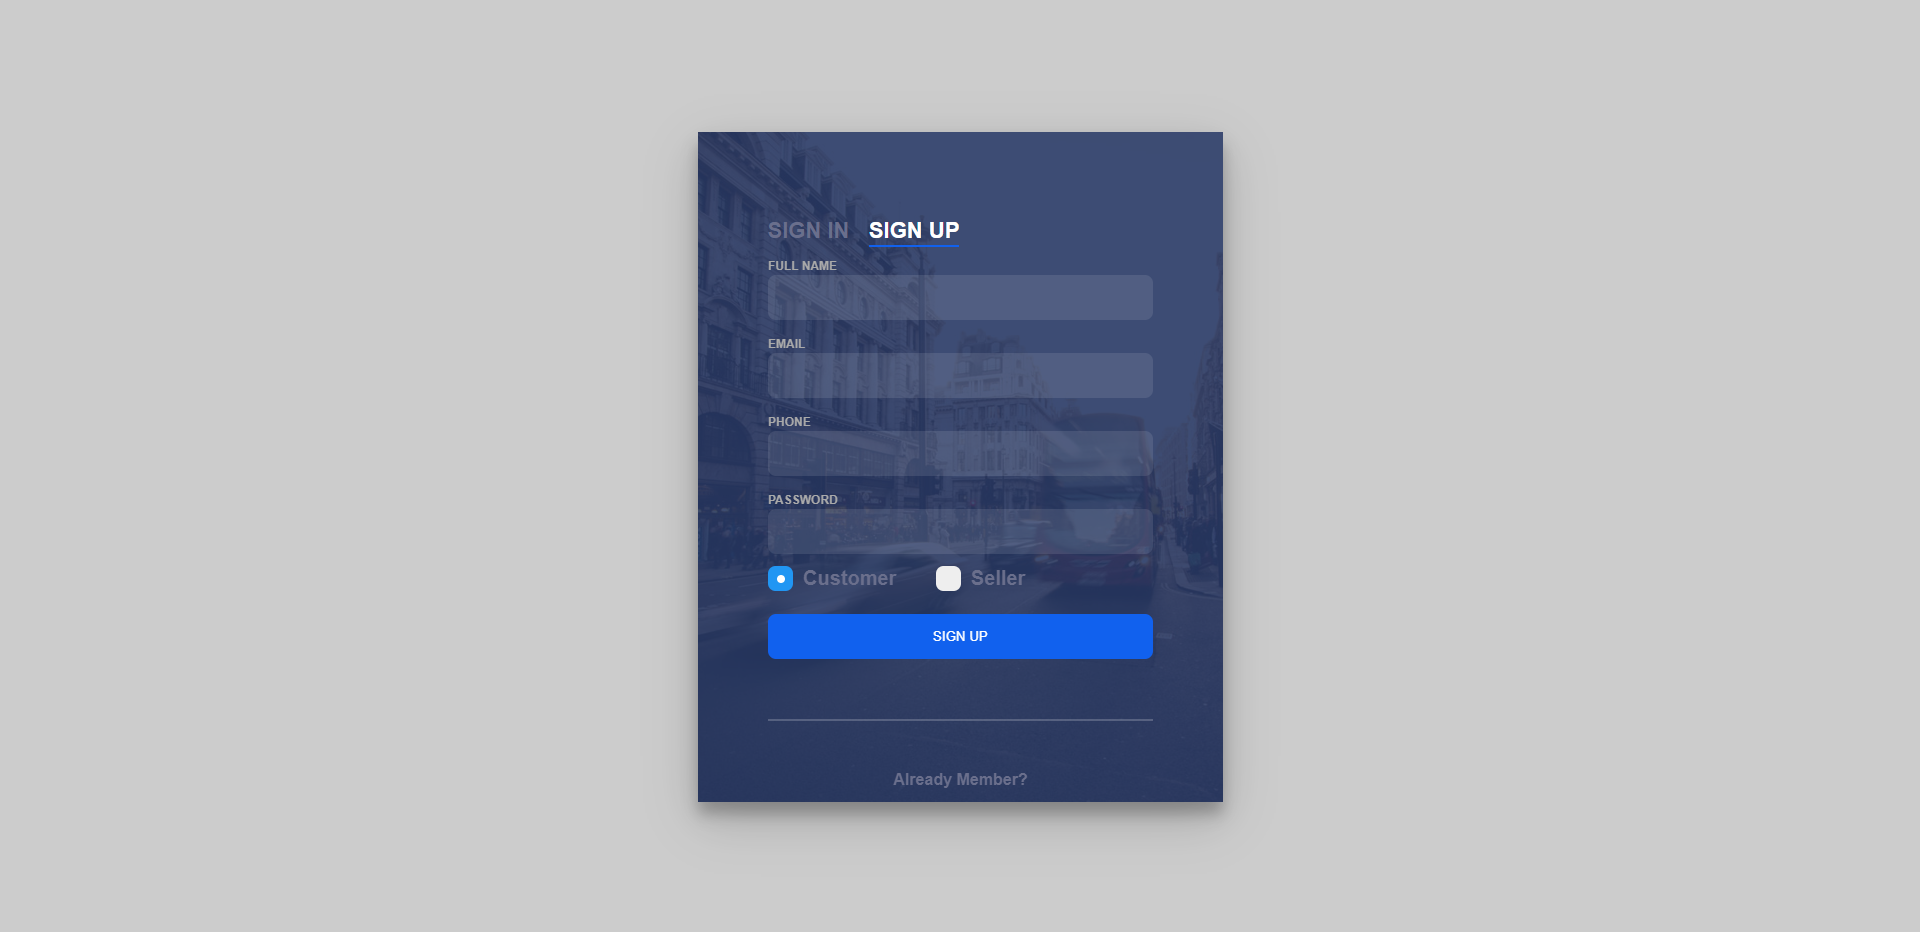 SIGN IN SIGN UP
FULL NAME
EMAIL
PHONE
PASSWORD
Customer Seller
SIGN UP
Already Member?